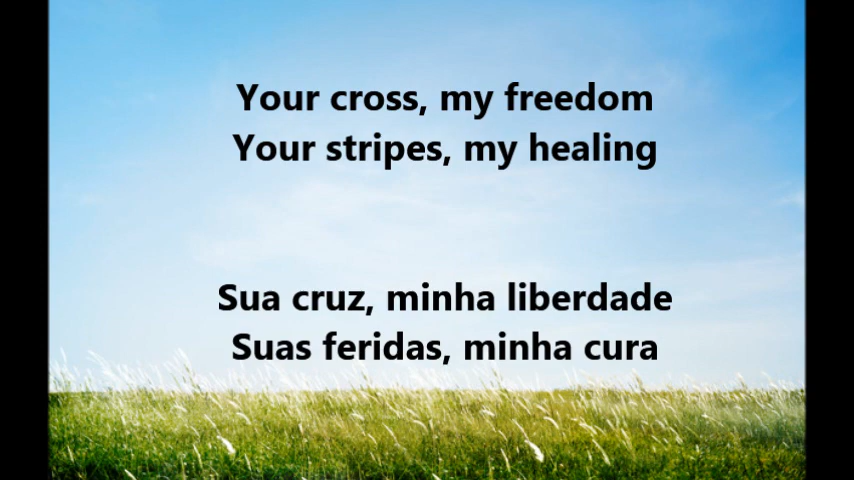 Your cross, my freedom
Your stripes, my healing
Sua cruz, minha liberdade
Suas feridas, minha cura